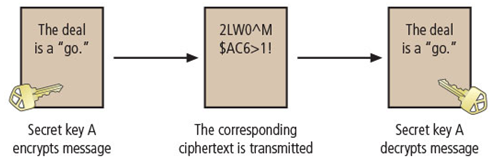 The deal
is a “go.”
2LW0^M
$AC6>1!
The deal
is a “go.”
Secret key A
encrypts message
The corresponding
ciphertext is transmitted
Secret key A
decrypts message